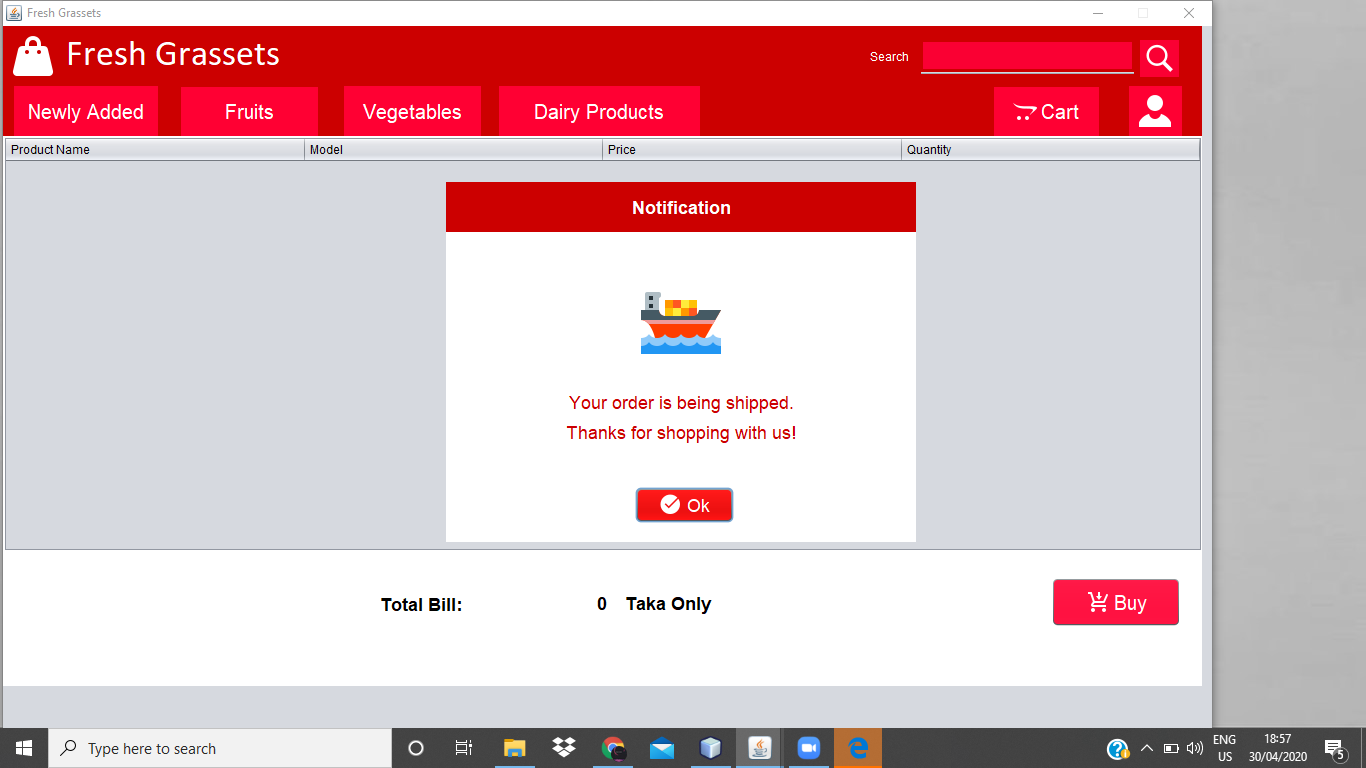 Fresh Grassets
Fresh Grassets
Search
Newly Added Fruits Vegetables Dairy Products Cart
Product Name Model Price Quantity
Notification
Your order is being shipped.
Thanks for shopping with us!
Ok
Total Bill: 0 Taka Only
Buy
Type here to search
ENG
US
18:57
30/04/2020
5